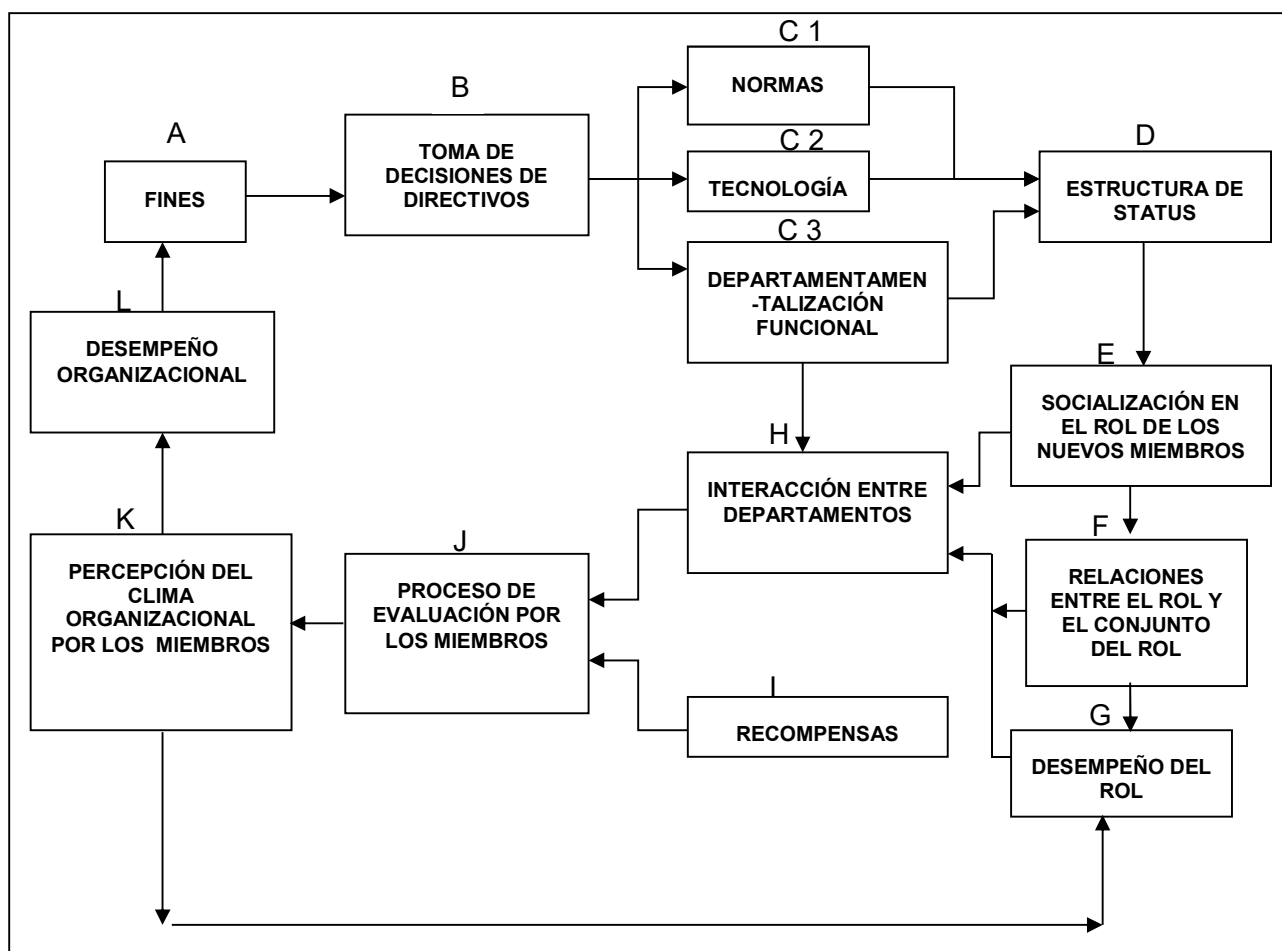 A
FINES
B
TOMA DE
DECISIONES DE
DIRECTIVOS
C 1
NORMAS
C 2
TECNOLOGÍA
C 3
DEPARTAMENTAMEN
-TALIZACIÓN
FUNCIONAL
D
ESTRUCTURA DE
STATUS
E
SOCIALIZACIÓN EN
EL ROL DE LOS
NUEVOS MIEMBROS
F
RELACIONES
ENTRE EL ROL Y
EL CONJUNTO
DEL ROL
G
DESEMPEÑO DEL
ROL
H
INTERACCIÓN ENTRE
DEPARTAMENTOS
I
RECOMPENSAS
J
PROCESO DE
EVALUACIÓN POR
LOS MIEMBROS
K
PERCEPCIÓN DEL
CLIMA
ORGANIZACIONAL
POR LOS MIEMBROS
L
DESEMPEÑO
ORGANIZACIONAL